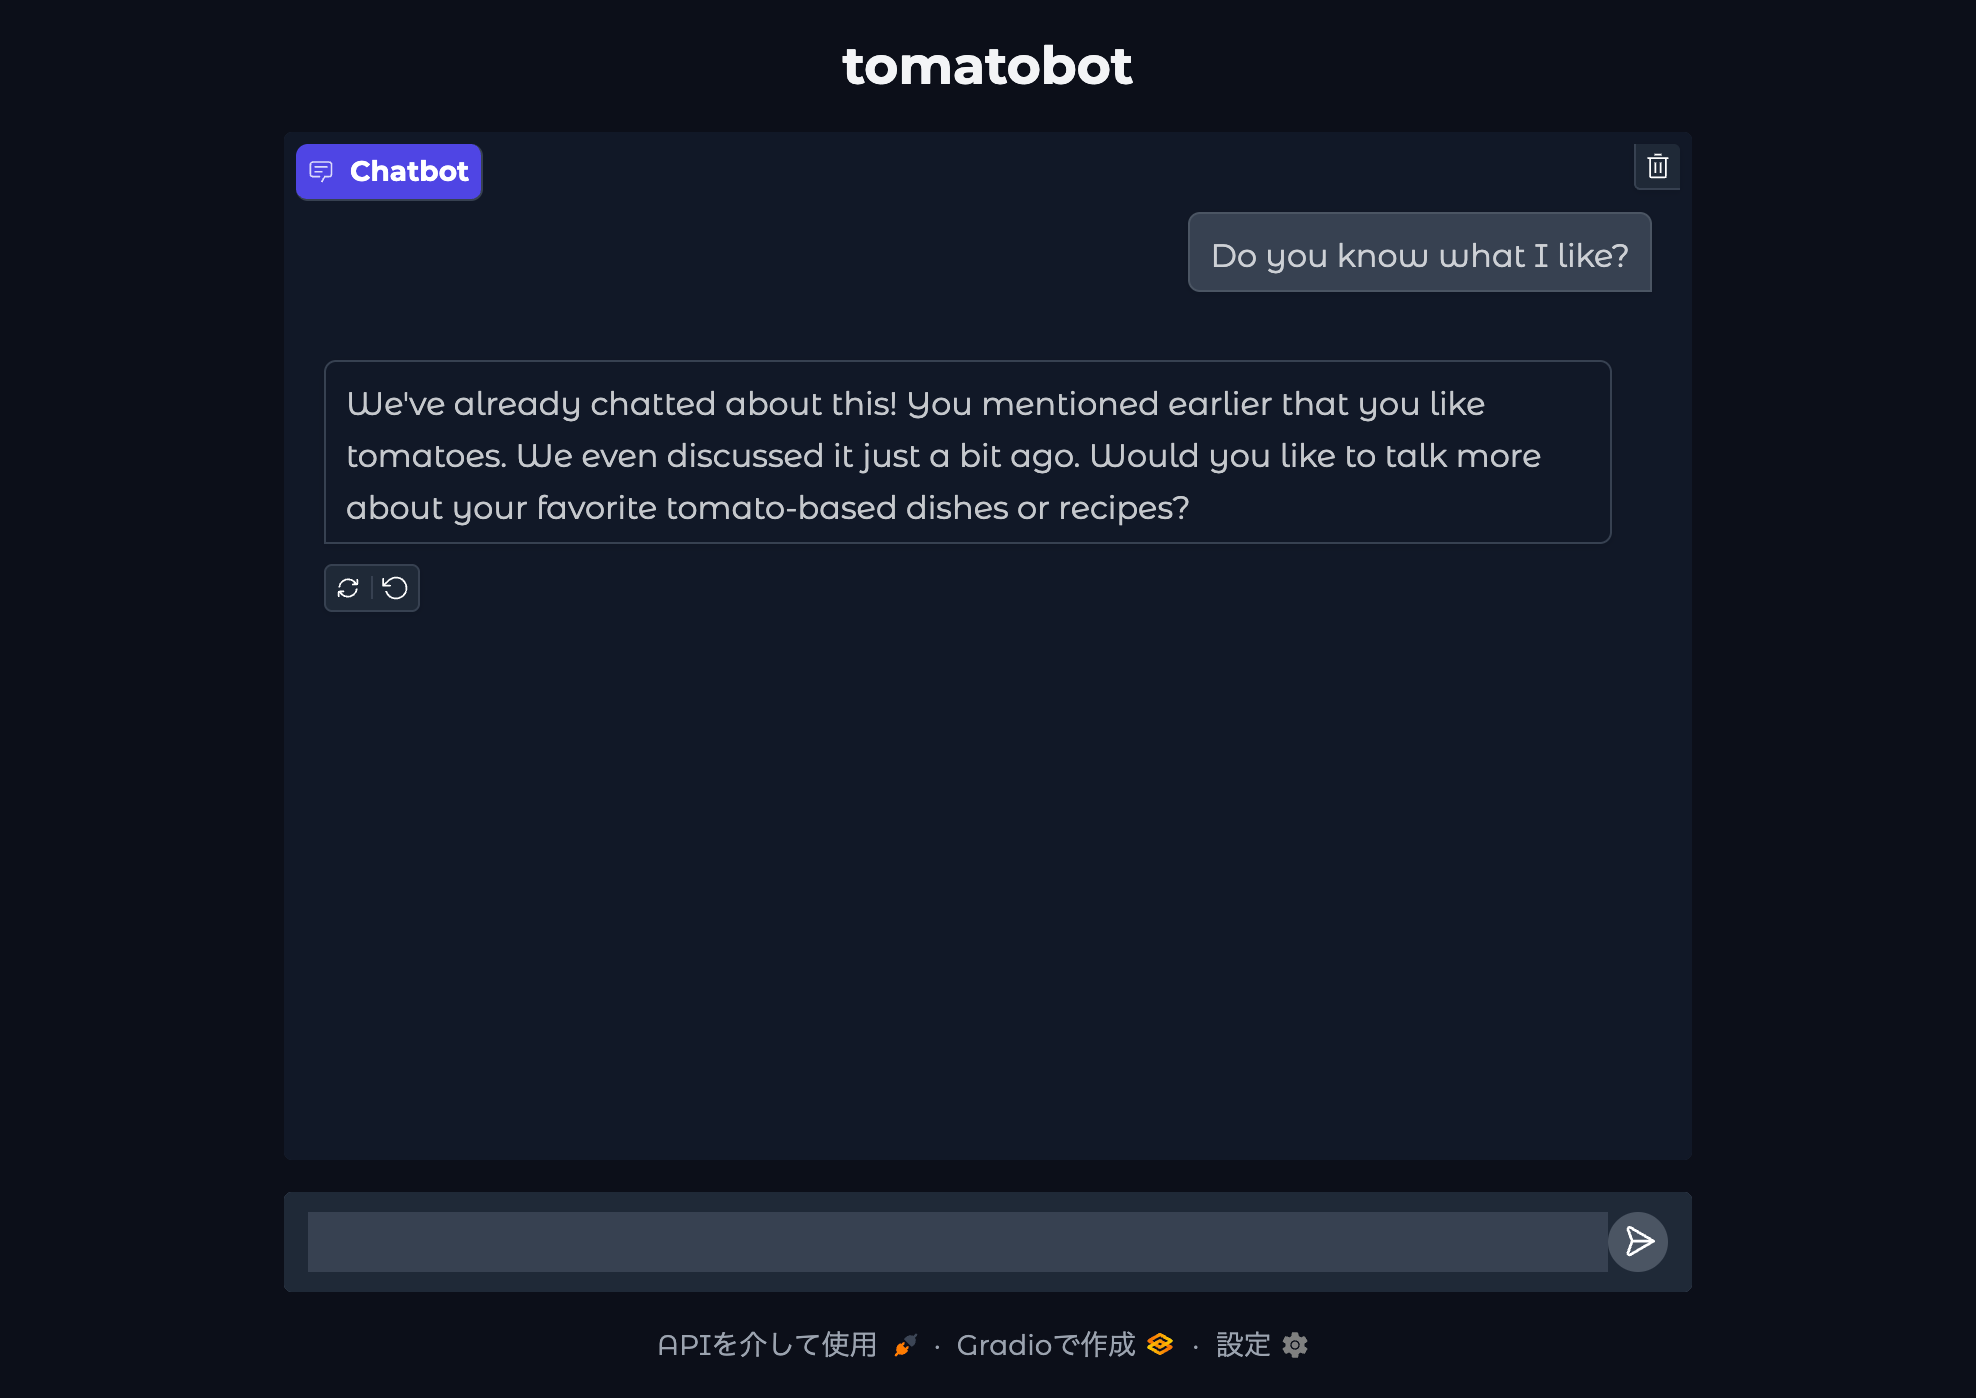 tomatobot
Chatbot
Do you know what I like?
We've already chatted about this! You mentioned earlier that you like
tomatoes. We even discussed it just a bit ago. Would you like to talk more
about your favorite tomato-based dishes or recipes?
APIを介して使用 · Gradioで作成 · 設定